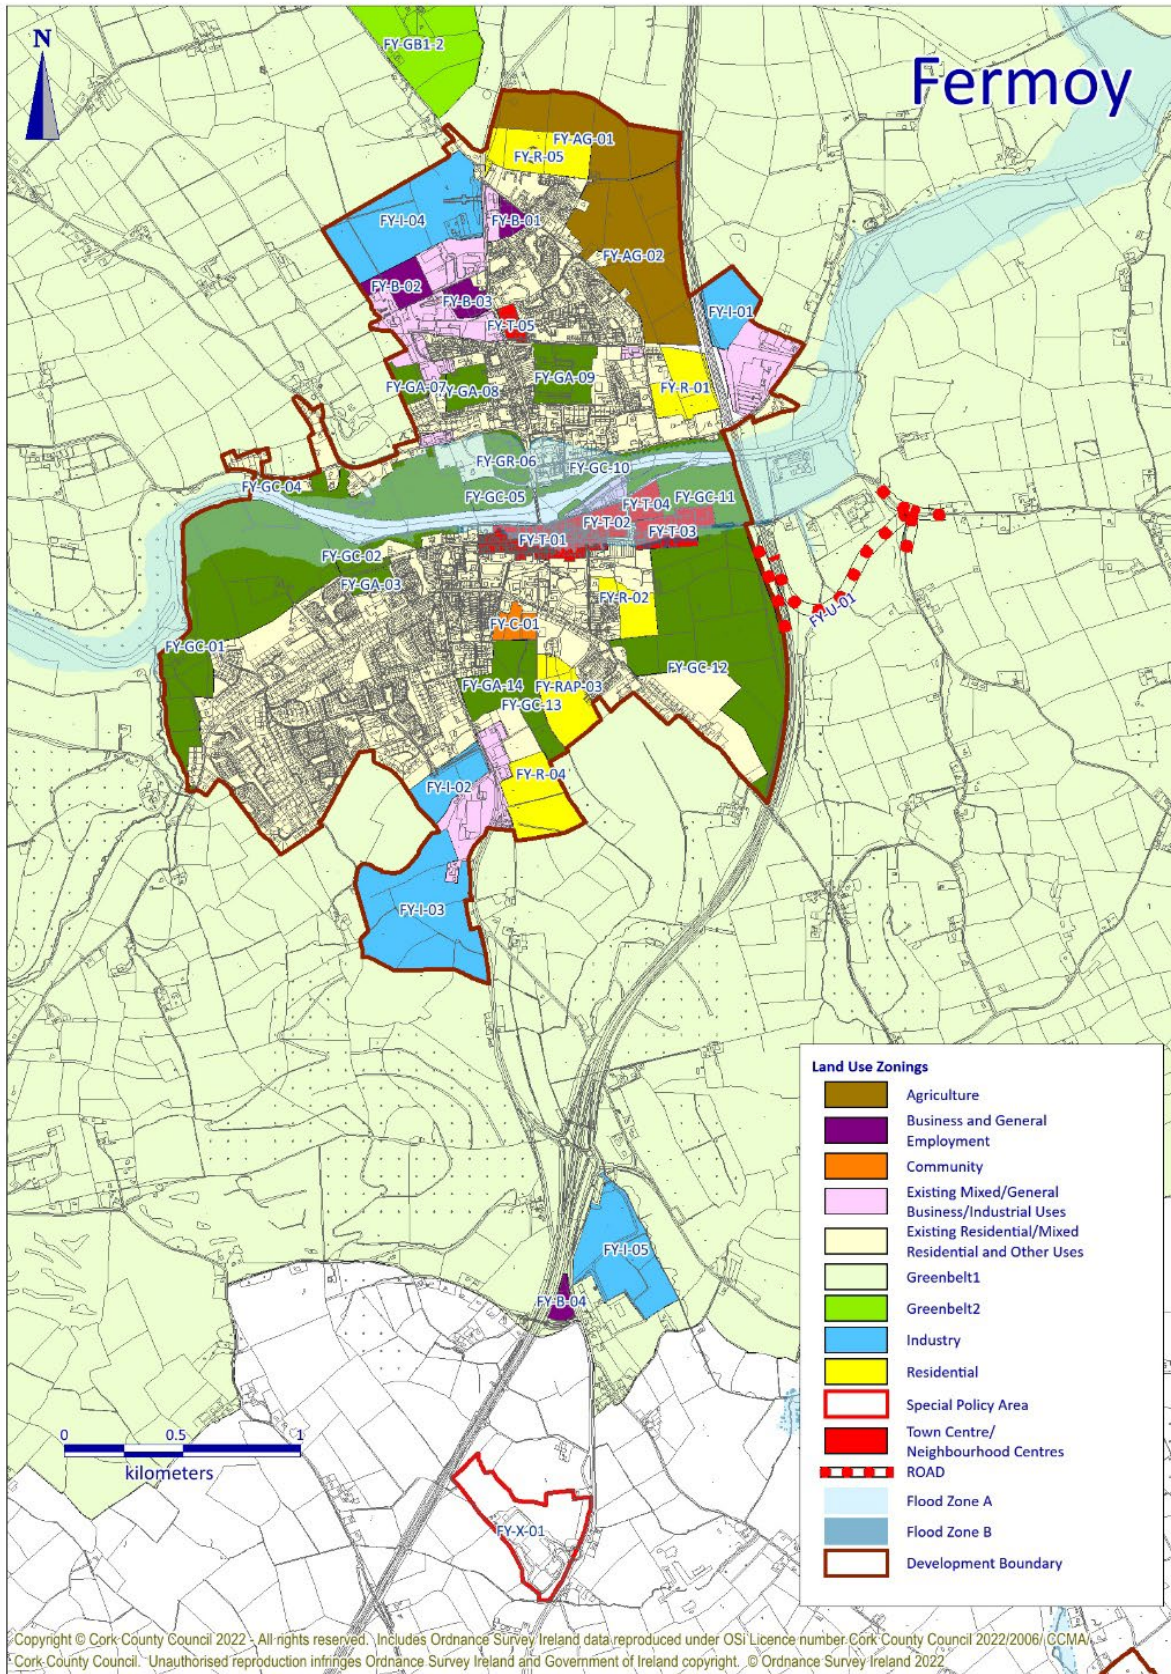 N
Fermoy
FY-GB1-2
FY-AG-01
FY-R-05
FY-I-04
FY-B-01
FY-AG-02
FY-B-02
FY-B-03
FY-I-01
FY-T-05
FY-GA-07
FY-GA-08
FY-GA-09
FY-R-01
FY-GR-06
FY-GC-10
FY-GC-04
FY-GC-05
FY-GC-11
FY-T-04
FY-T-02
FY-T-03
FY-T-01
FY-GC-02
FY-GA-03
FY-R-02
FY-U-01
FY-C-01
FY-GC-01
FY-GC-12
FY-GA-14
FY-RAP-03
FY-GC-13
FY-R-04
FY-I-02
FY-I-03
FY-I-05
FY-B-04
FY-X-01
0 0.5 1
kilometers
Land Use Zonings
Agriculture
Business and General
Employment
Community
Existing Mixed/General
Business/Industrial Uses
Existing Residential/Mixed
Residential and Other Uses
Greenbelt1
Greenbelt2
Industry
Residential
Special Policy Area
Town Centre/
Neighbourhood Centres
ROAD
Flood Zone A
Flood Zone B
Development Boundary
Copyright © Cork County Council 2022 - All rights reserved. Includes Ordnance Survey Ireland data reproduced under OSi Licence number Cork County Council 2022/2006/ CCMA/
Cork County Council. Unauthorised reproduction infringes Ordnance Survey Ireland and Government of Ireland copyright. © Ordnance Survey Ireland 2022